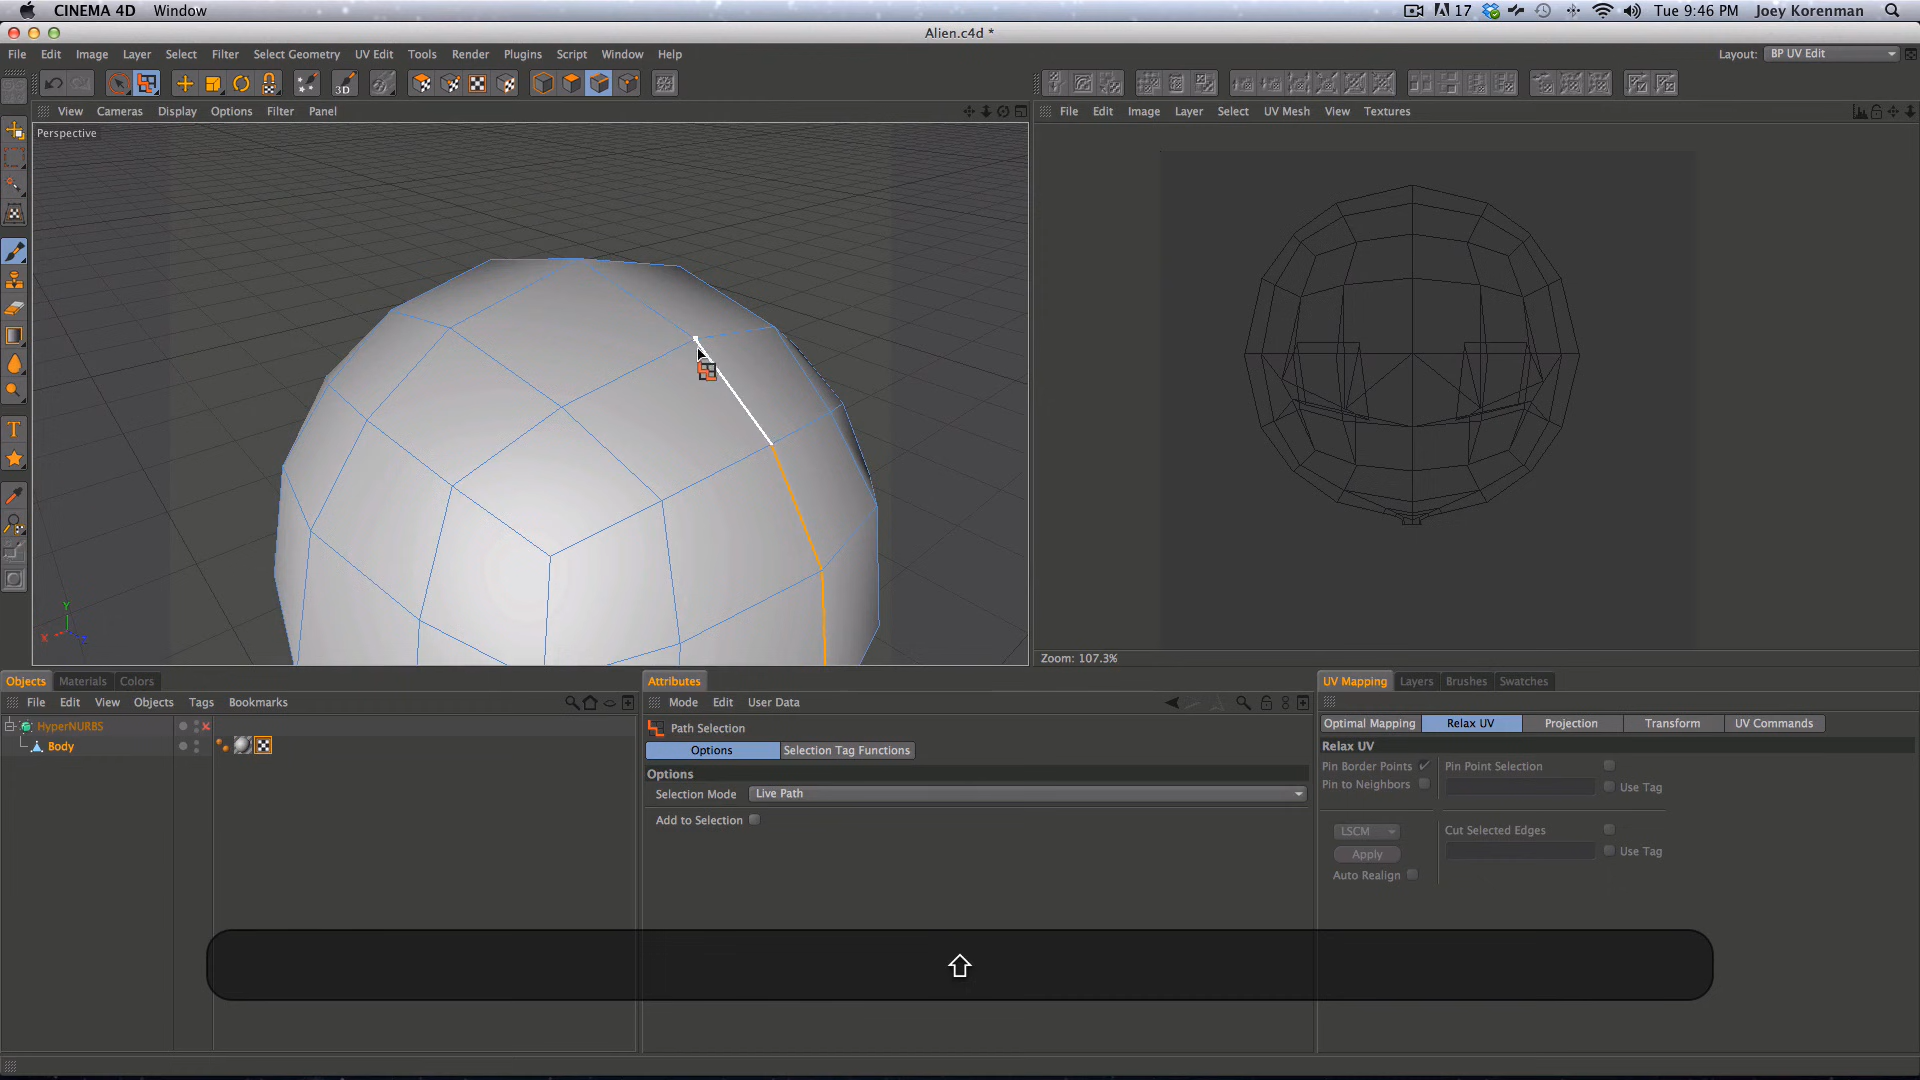 CINEMA 4D Window
17 Tue 9:46 PM Joey Korenman
Alien.c4d *
File Edit Image Layer Select Filter Select Geometry UV Edit Tools Render Plugins Script Window Help
Layout: BP UV Edit
3D
View Cameras Display Options Filter Panel
File Edit Image Layer Select UV Mesh View Textures
Perspective
T
Y
X
Z
Zoom: 107.3%
Objects Materials Colors
Attributes
UV Mapping Layers Brushes Swatches
File Edit View Objects Tags Bookmarks
Mode Edit User Data
HyperNURBS
Body
Path Selection
Options Selection Tag Functions
Options
Selection Mode Live Path
Add to Selection
Optimal Mapping Relax UV Projection Transform UV Commands
Relax UV
Pin Border Points Pin Point Selection
Pin to Neighbors Use Tag
LSCM Cut Selected Edges
Apply Use Tag
Auto Realign